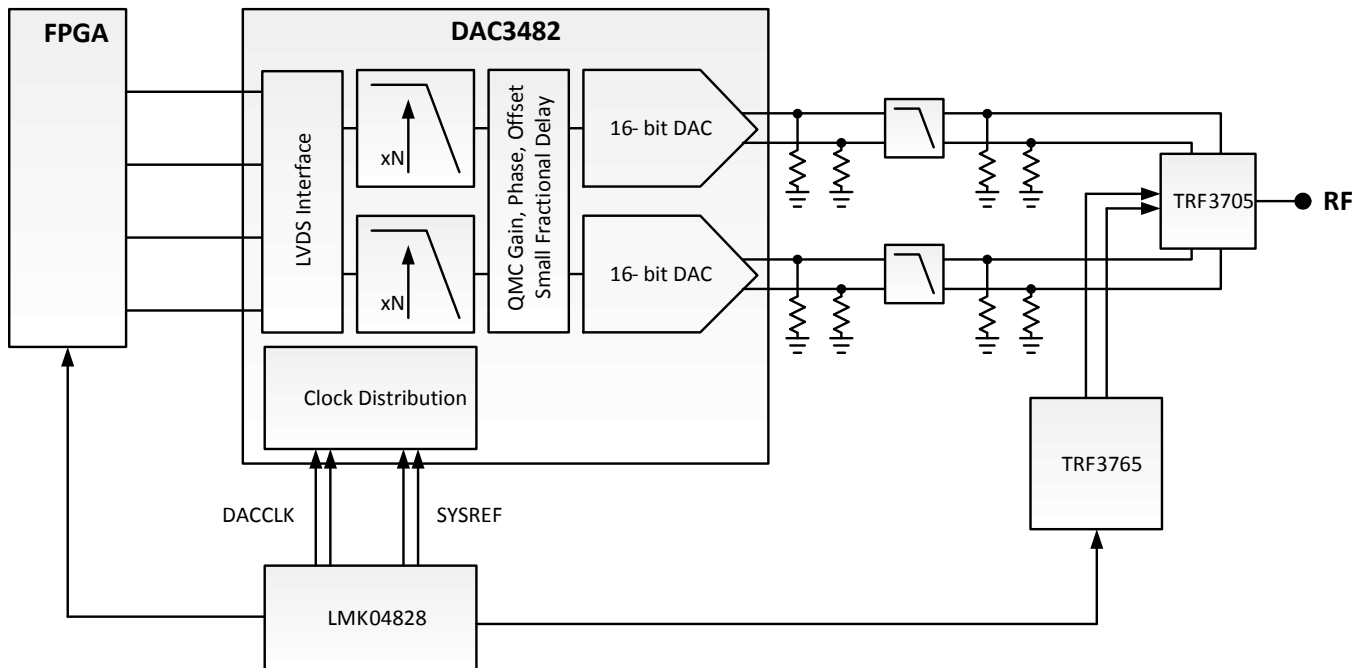 FPGA
DAC3482
LVDS Interface
xN
xN
QMC Gain, Phase, Offset
Small Fractional Delay
16- bit DAC
16- bit DAC
TRF3705
RF
Clock Distribution
TRF3765
DACCLK
SYSREF
LMK04828